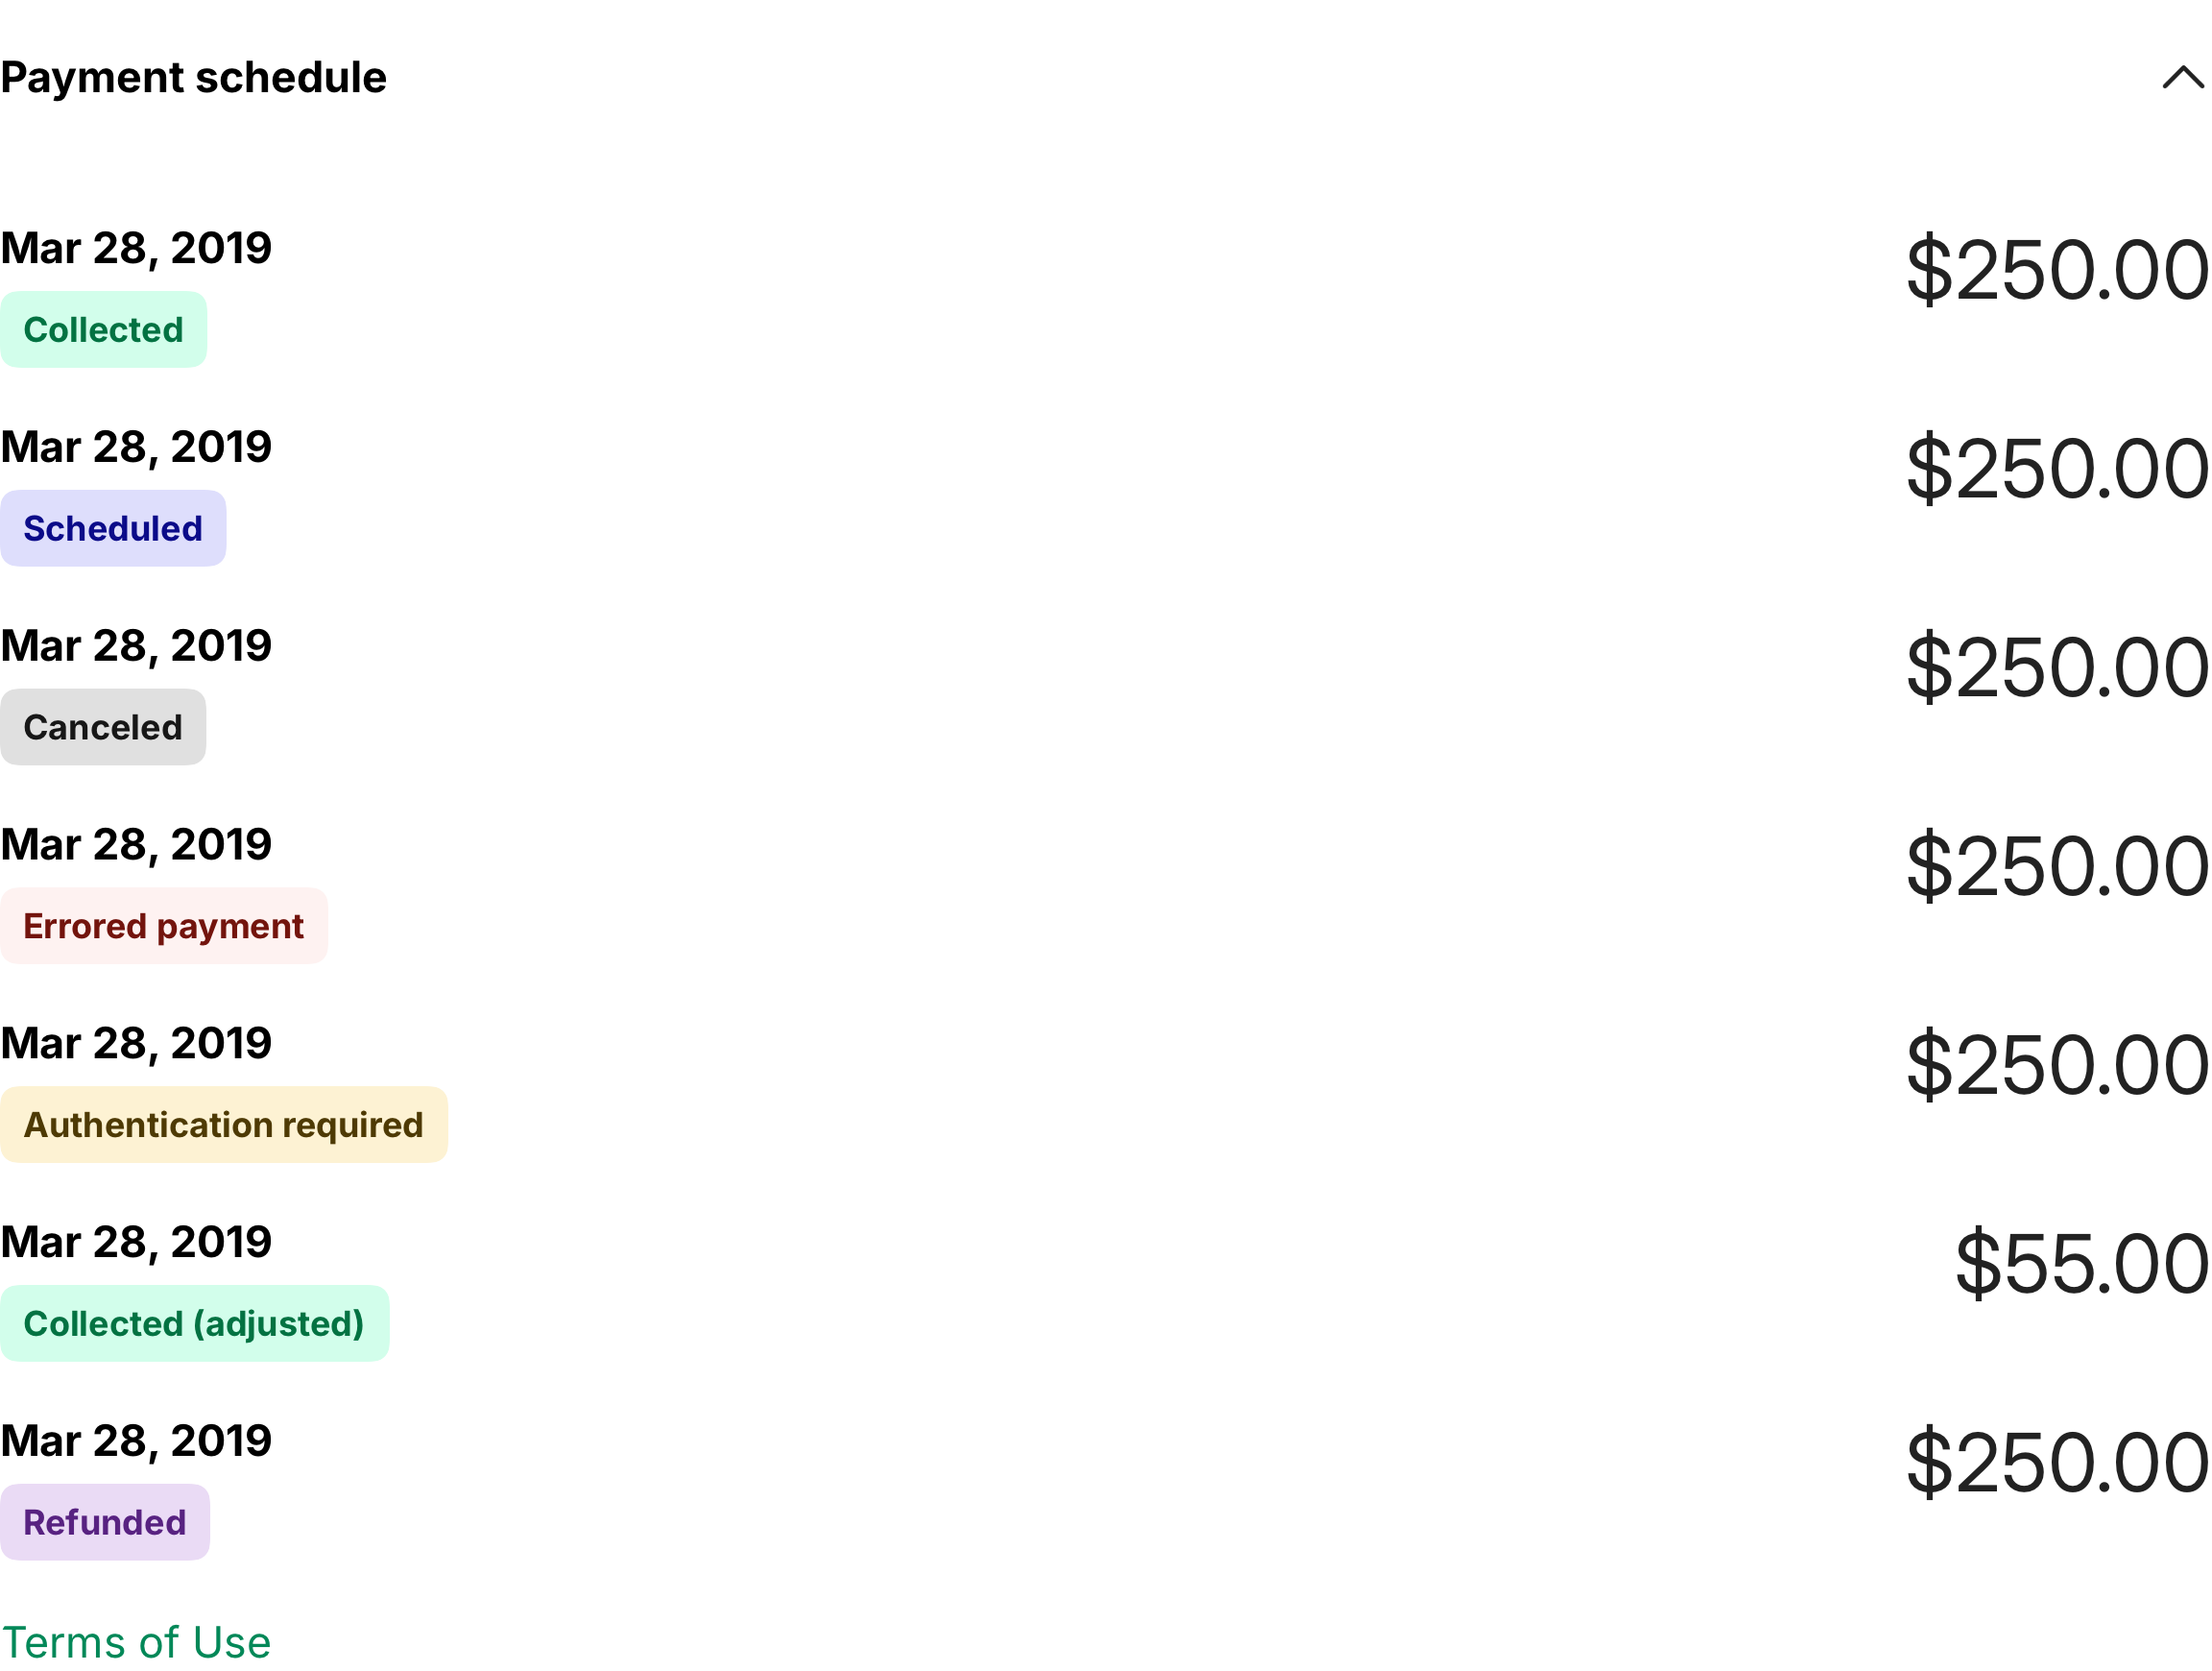 Payment schedule
Mar 28, 2019
$250.00
Collected
Mar 28, 2019
$250.00
Scheduled
Mar 28, 2019
$250.00
Canceled
Mar 28, 2019
$250.00
Errored payment
Mar 28, 2019
$250.00
Authentication required
Mar 28, 2019
$55.00
Collected (adjusted)
Mar 28, 2019
$250.00
Refunded
Terms of Use